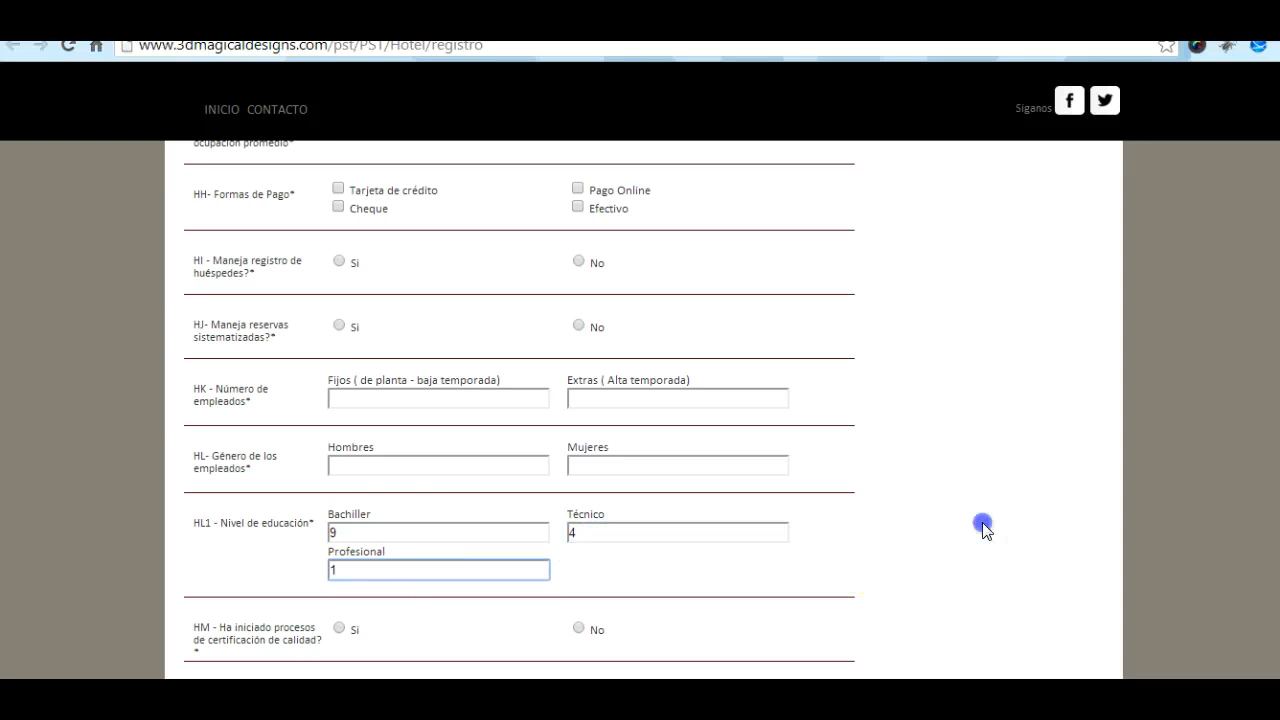 www.3dmagicaldesigns.com/pst/PST/Hotel/registro
INICIO CONTACTO
Síganos
ocupación promedio*
HH- Formas de Pago*
Tarjeta de crédito
Pago Online
Cheque
Efectivo
HI - Maneja registro de
huéspedes?*
Si
No
HJ- Maneja reservas
sistematizadas?*
Si
No
HK - Número de
empleados*
Fijos ( de planta - baja temporada)
Extras ( Alta temporada)
HL- Género de los
empleados*
Hombres
Mujeres
HL1 - Nivel de educación*
Bachiller
Técnico
9
4
Profesional
1
HM - Ha iniciado procesos
de certificación de calidad?
*
Si
No